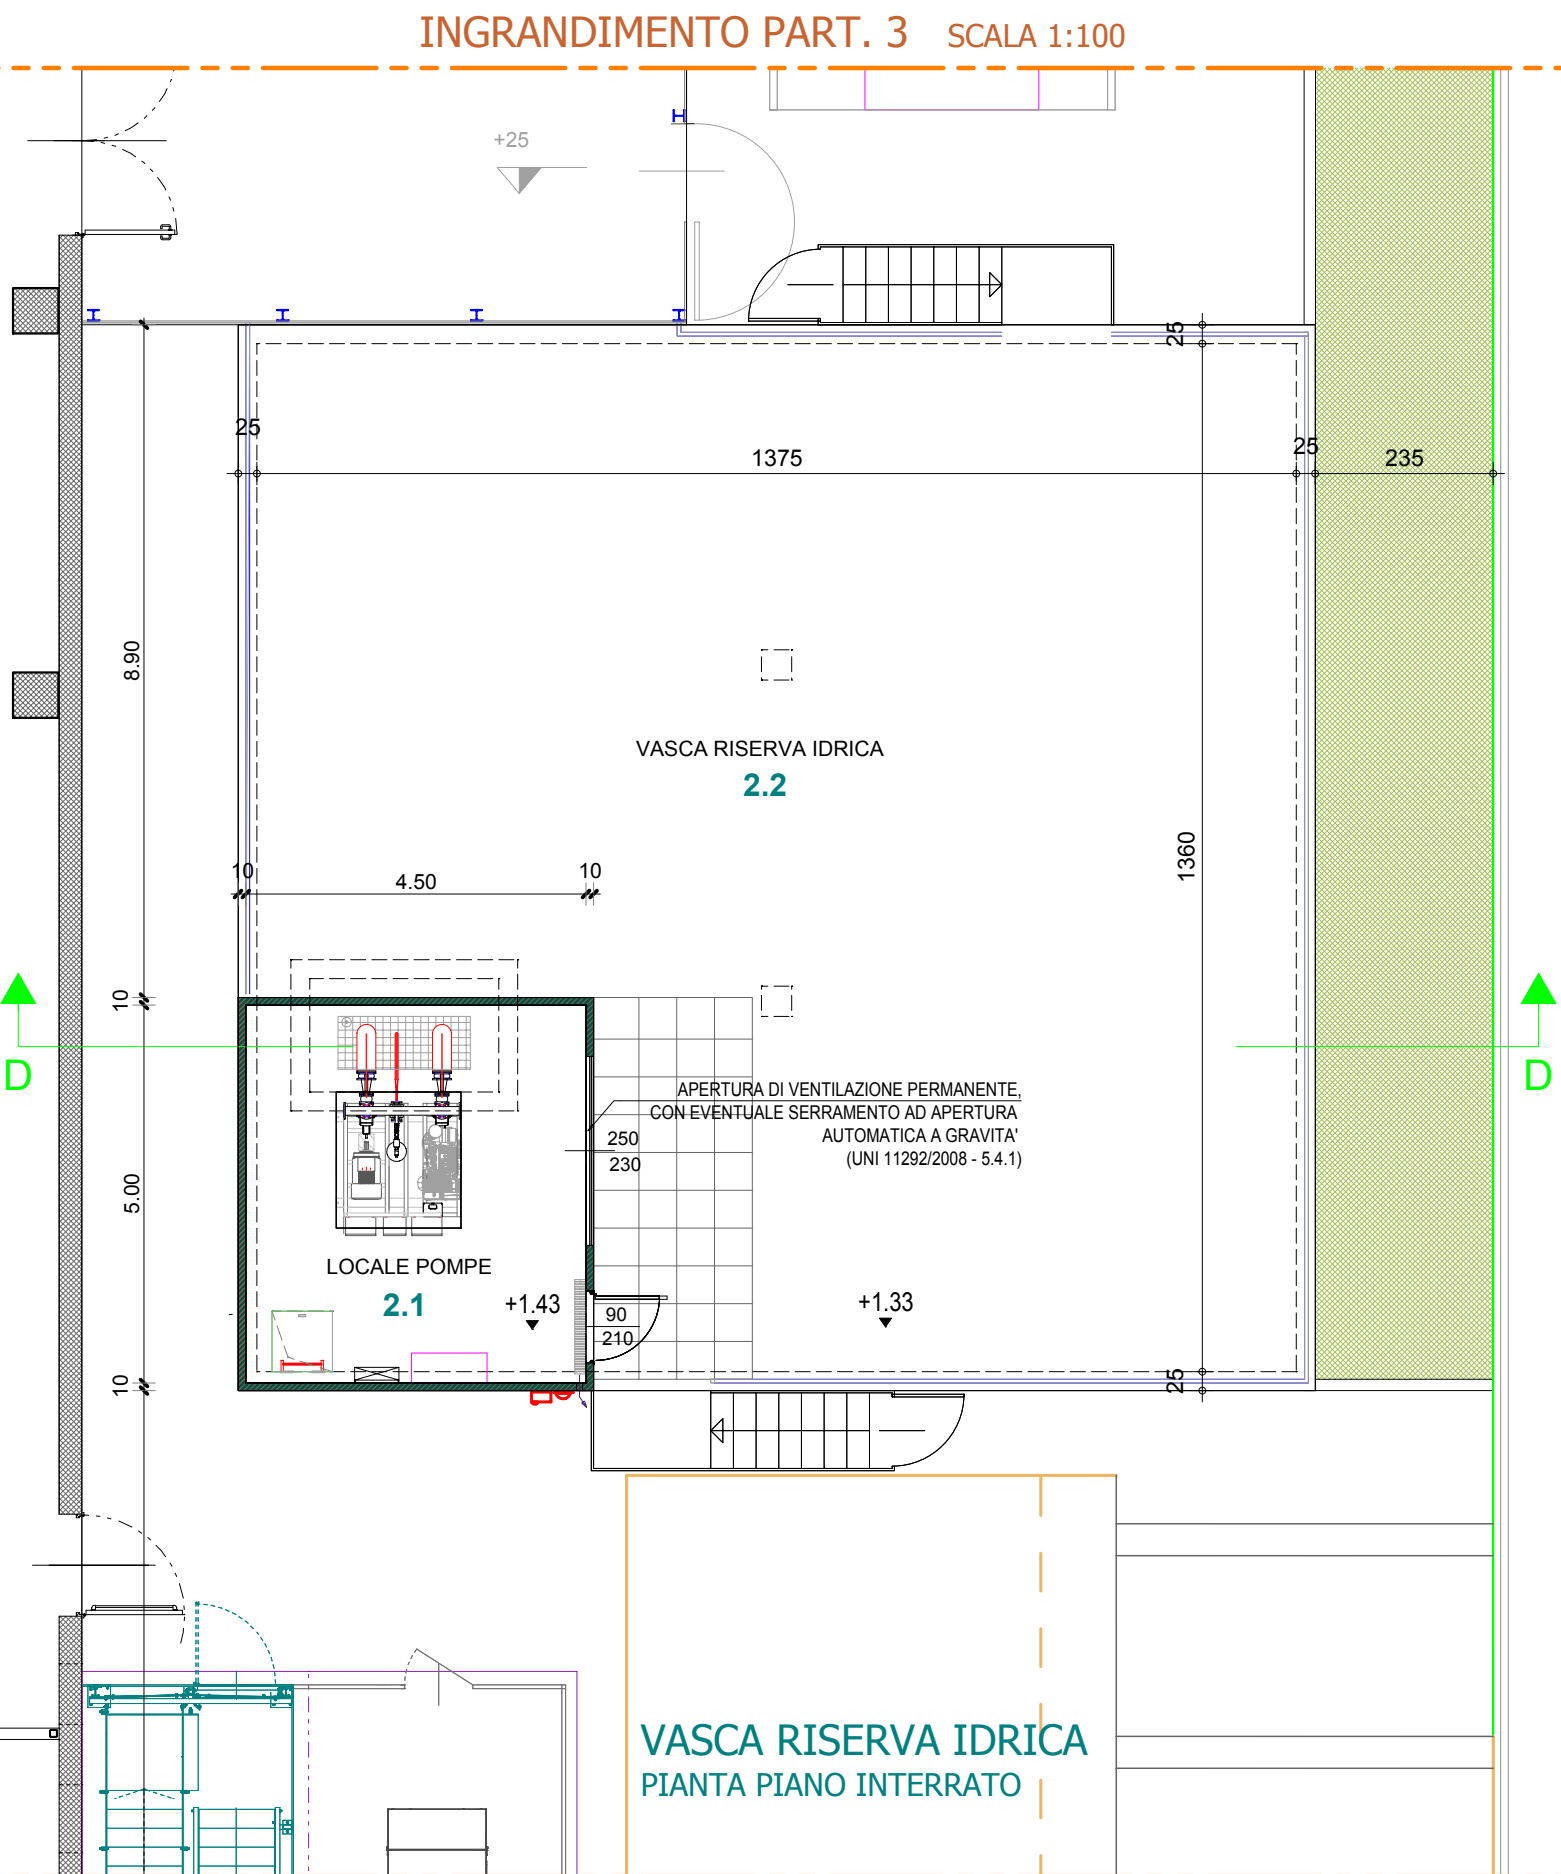 INGRANDIMENTO PART. 3 SCALA 1:100
+25
25
25
1375
25
235
8.90
VASCA RISERVA IDRICA
2.2
1360
10
4.50
10
10
D
D
APERTURA DI VENTILAZIONE PERMANENTE,
CON EVENTUALE SERRAMENTO AD APERTURA
AUTOMATICA A GRAVITA'
(UNI 11292/2008 - 5.4.1)
250
230
5.00
LOCALE POMPE
2.1
+1.43
+1.33
90
210
10
25
VASCA RISERVA IDRICA
PIANTA PIANO INTERRATO